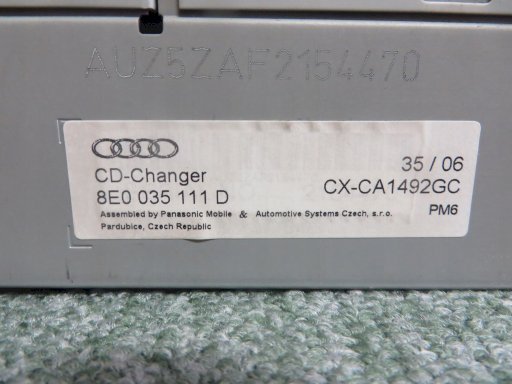 AUZ5ZAF2154470
CD-Changer 35 / 06
8E0 035 111 D CX-CA1492GC
Assembled by Panasonic Mobile & Automotive Systems Czech, s.r.o. PM6
Pardubice, Czech Republic